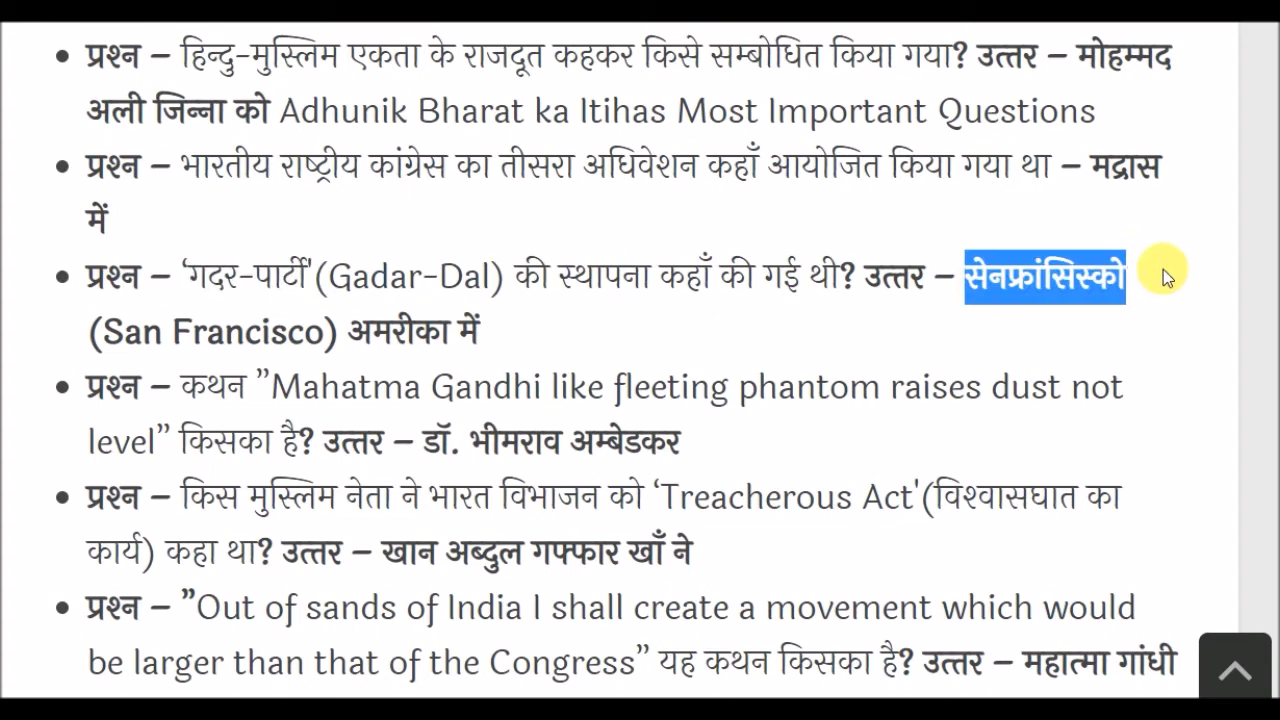 • प्रश्न – हिन्दु-मुस्लिम एकता के राजदूत कहकर किसे सम्बोधित किया गया? उत्तर – मोहम्मद
अली जिन्ना को Adhunik Bharat ka Itihas Most Important Questions
• प्रश्न – भारतीय राष्ट्रीय कांग्रेस का तीसरा अधिवेशन कहाँ आयोजित किया गया था – मद्रास
में
• प्रश्न – ‘गदर-पार्टी'(Gadar-Dal) की स्थापना कहाँ की गई थी? उत्तर – सेनफ्रांसिस्को
(San Francisco) अमरीका में
• प्रश्न – कथन ”Mahatma Gandhi like fleeting phantom raises dust not
level” किसका है? उत्तर – डॉ. भीमराव अम्बेडकर
• प्रश्न – किस मुस्लिम नेता ने भारत विभाजन को ‘Treacherous Act'(विश्वासघात का
कार्य) कहा था? उत्तर – खान अब्दुल गफ्फार खाँ ने
• प्रश्न – ”Out of sands of India I shall create a movement which would
be larger than that of the Congress” यह कथन किसका है? उत्तर – महात्मा गांधी